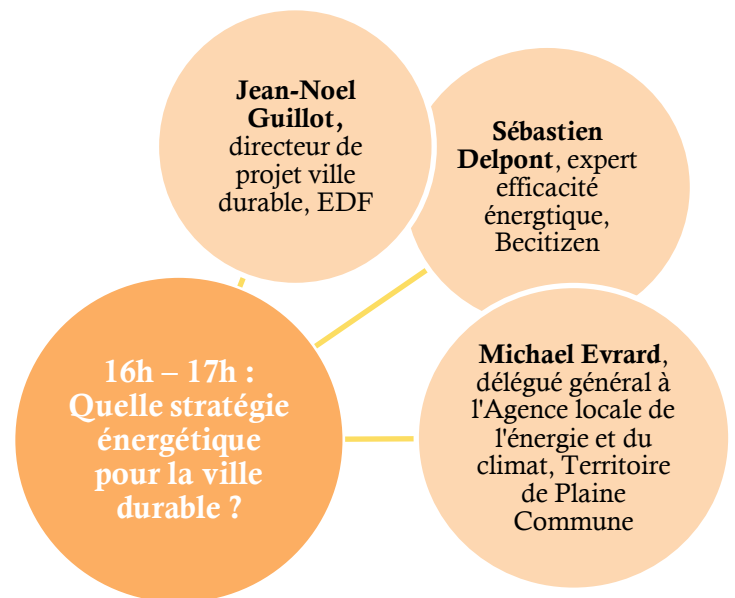 Jean-Noel
Guillot,
directeur de
projet ville
durable, EDF
Sébastien
Delpont, expert
efficacité
énergtique,
Becitizen
16h – 17h :
Quelle stratégie
énergétique
pour la ville
durable ?
Michael Evrard,
délégué général à
l'Agence locale de
l'énergie et du
climat, Territoire
de Plaine
Commune